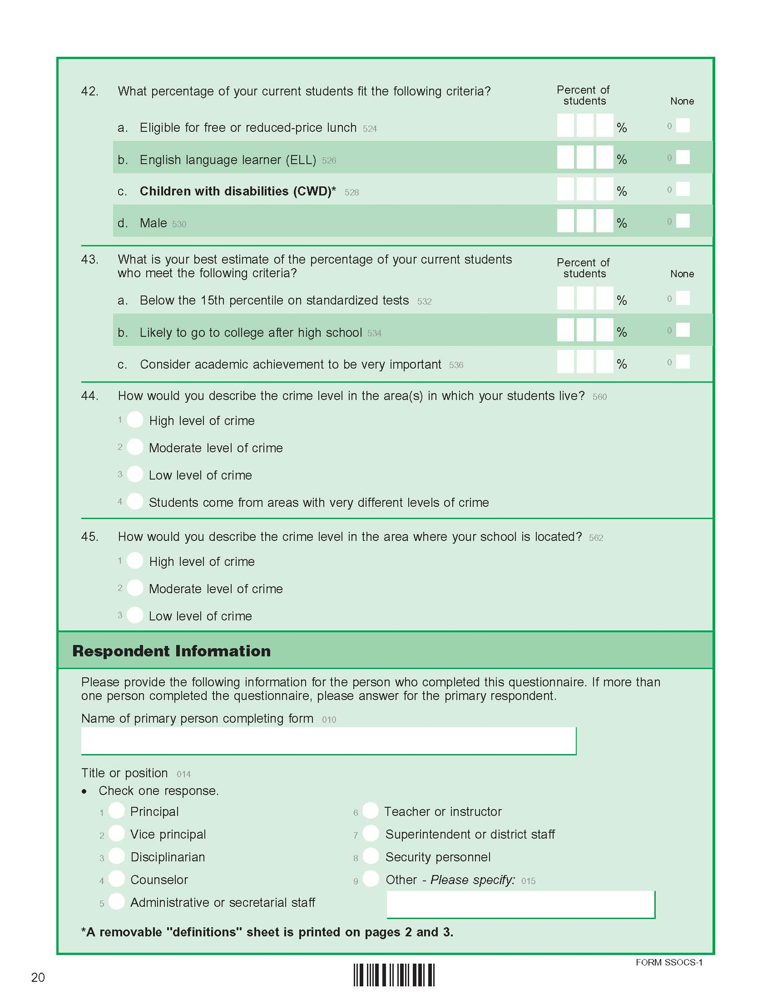 42. What percentage of your current students fit the following criteria? Percent of students None
a. Eligible for free or reduced-price lunch 524 % 0
b. English language learner (ELL) 526 % 0
c. Children with disabilities (CWD)* 528 % 0
d. Male 530 % 0
43. What is your best estimate of the percentage of your current students
who meet the following criteria? Percent of students None
a. Below the 15th percentile on standardized tests 532 % 0
b. Likely to go to college after high school 534 % 0
c. Consider academic achievement to be very important 536 % 0
44. How would you describe the crime level in the area(s) in which your students live? 560
1 High level of crime
2 Moderate level of crime
3 Low level of crime
4 Students come from areas with very different levels of crime
45. How would you describe the crime level in the area where your school is located? 562
1 High level of crime
2 Moderate level of crime
3 Low level of crime
Respondent Information
Please provide the following information for the person who completed this questionnaire. If more than
one person completed the questionnaire, please answer for the primary respondent.
Name of primary person completing form 010
Title or position 014
• Check one response.
1 Principal
2 Vice principal
3 Disciplinarian
4 Counselor
5 Administrative or secretarial staff
6 Teacher or instructor
7 Superintendent or district staff
8 Security personnel
9 Other - Please specify: 015
*A removable "definitions" sheet is printed on pages 2 and 3.
FORM SSOCS-1
20